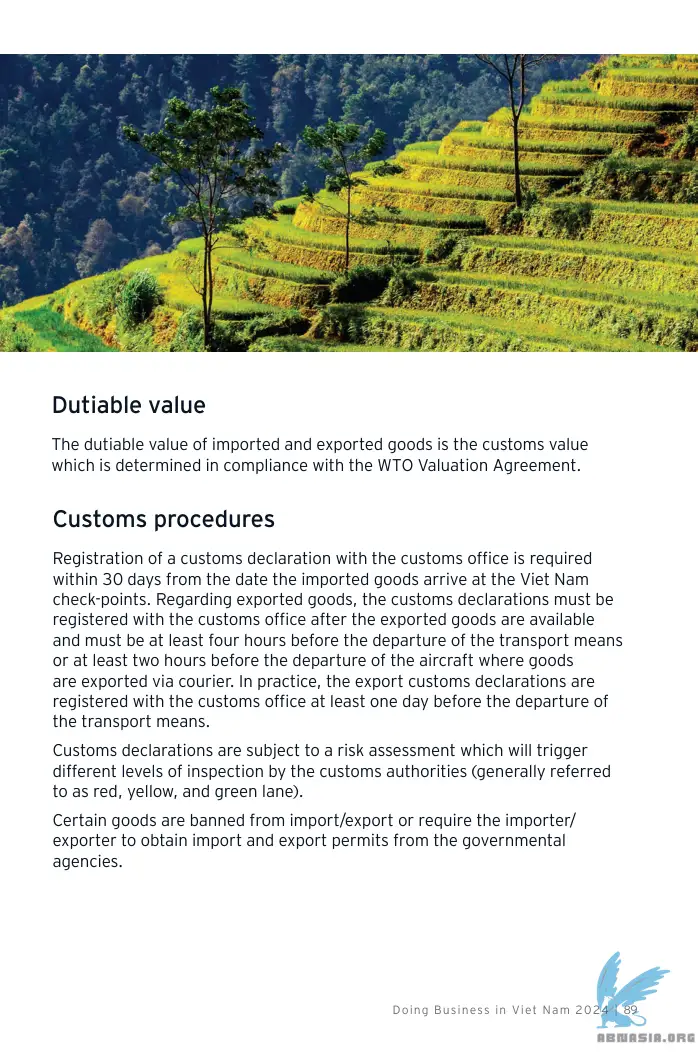 Dutiable value
The dutiable value of imported and exported goods is the customs value
which is determined in compliance with the WTO Valuation Agreement.
Customs procedures
Registration of a customs declaration with the customs office is required
within 30 days from the date the imported goods arrive at the Viet Nam
check-points. Regarding exported goods, the customs declarations must be
registered with the customs office after the exported goods are available
and must be at least four hours before the departure of the transport means
or at least two hours before the departure of the aircraft where goods
are exported via courier. In practice, the export customs declarations are
registered with the customs office at least one day before the departure of
the transport means.
Customs declarations are subject to a risk assessment which will trigger
different levels of inspection by the customs authorities (generally referred
to as red, yellow, and green lane).
Certain goods are banned from import/export or require the importer/
exporter to obtain import and export permits from the governmental
agencies.
Doing Business in Viet Nam 2024 | 89
ABNASIA.ORG